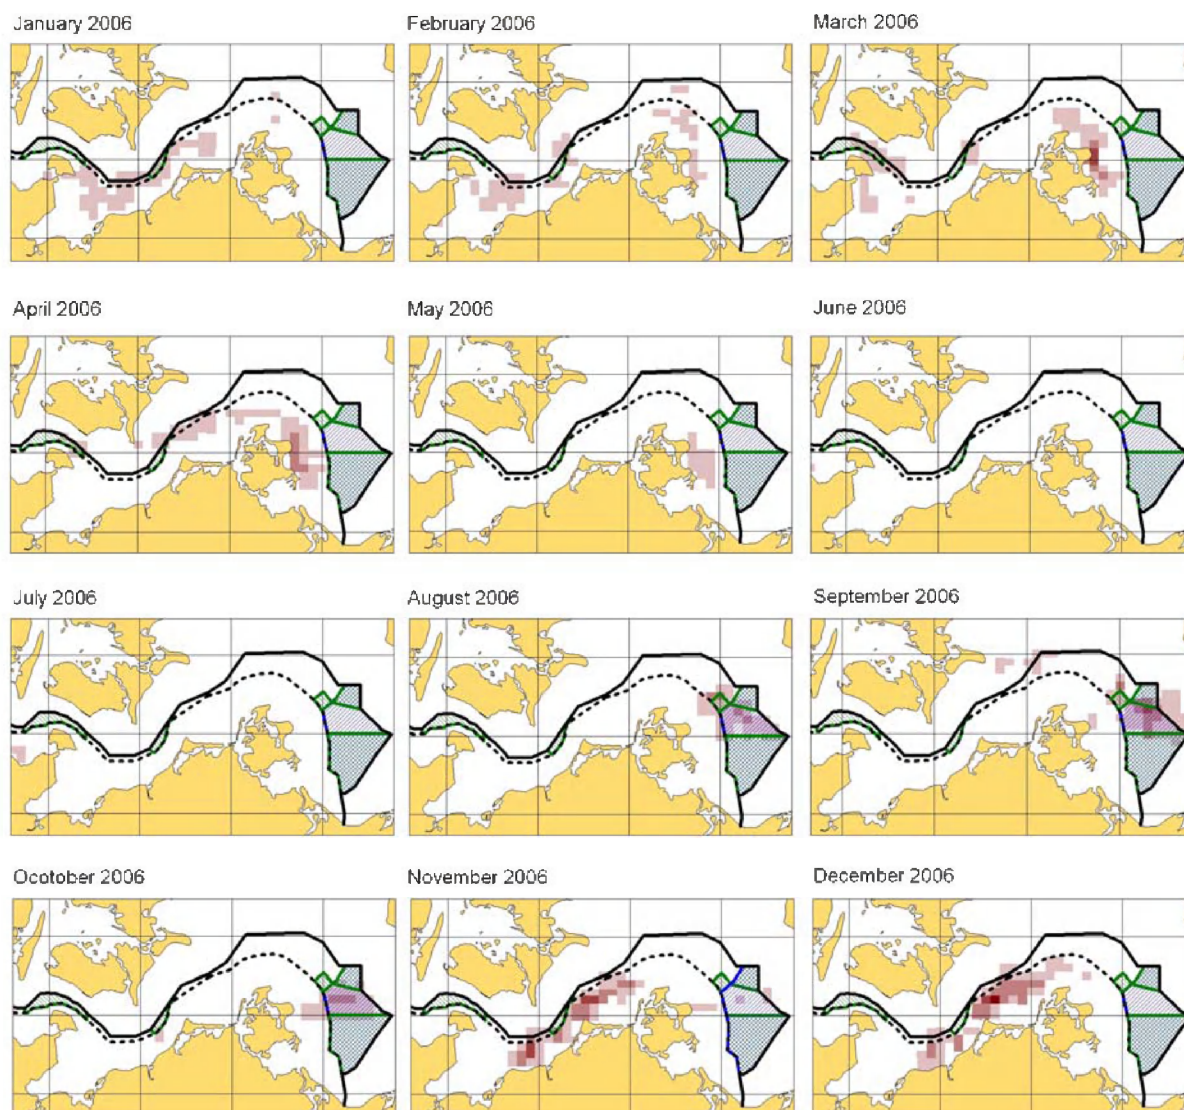 January 2006
February 2006
March 2006
April 2006
May 2006
June 2006
July 2006
August 2006
September 2006
Ocotober 2006
November 2006
December 2006